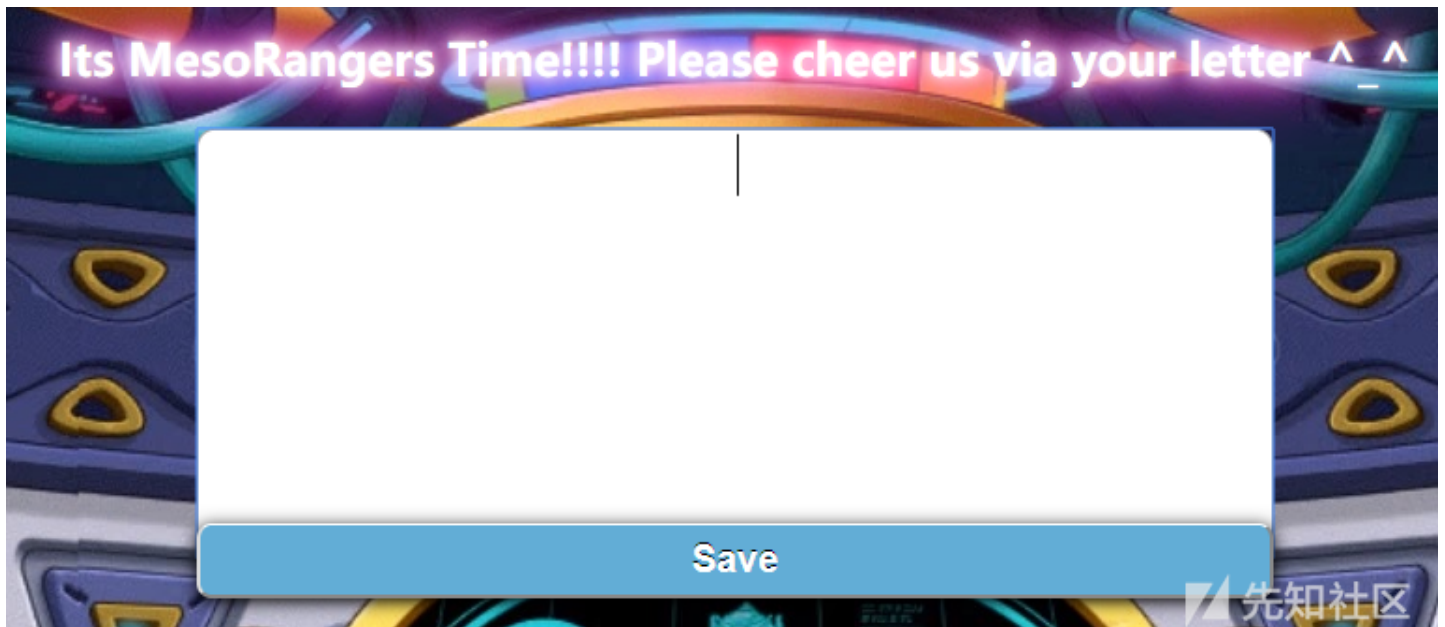 Its MesoRangers Time!!!! Please cheer us via your letter ^_^
Save
先知社区